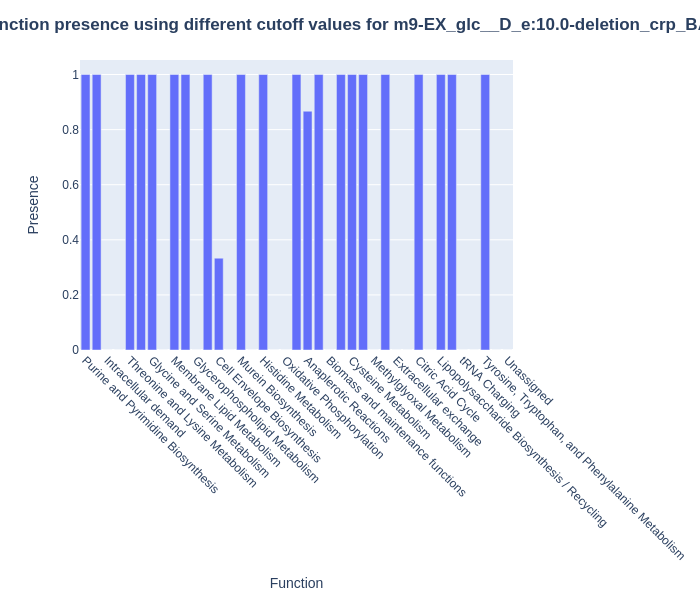 nction presence using different cutoff values for m9-EX_glc__D_e:10.0-deletion_crp_B
Presence
1
0.8
0.6
0.4
0.2
0
Purine and Pyrimidine Biosynthesis
Intracellular demand
Threonine and Lysine Metabolism
Glycine and Serine Metabolism
Membrane Lipid Metabolism
Glycerophospholipid Metabolism
Cell Envelope Biosynthesis
Murein Biosynthesis
Histidine Metabolism
Oxidative Phosphorylation
Anaplerotic Reactions
Biomass and maintenance functions
Cysteine Metabolism
Methylglyoxal Metabolism
Extracellular exchange
Citric Acid Cycle
Lipopolysaccharide Biosynthesis / Recycling
tRNA Charging
Tyrosine, Tryptophan, and Phenylalanine Metabolism
Unassigned
Function